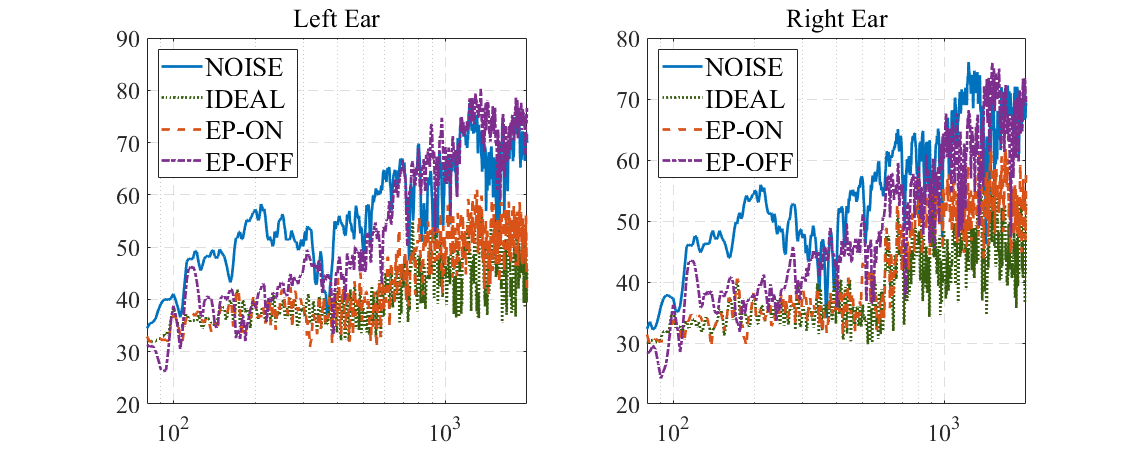 Left Ear
90
80
70
60
50
40
30
20
NOISE
IDEAL
EP-ON
EP-OFF
10^2
10^3
Right Ear
80
70
60
50
40
30
20
NOISE
IDEAL
EP-ON
EP-OFF
10^2
10^3